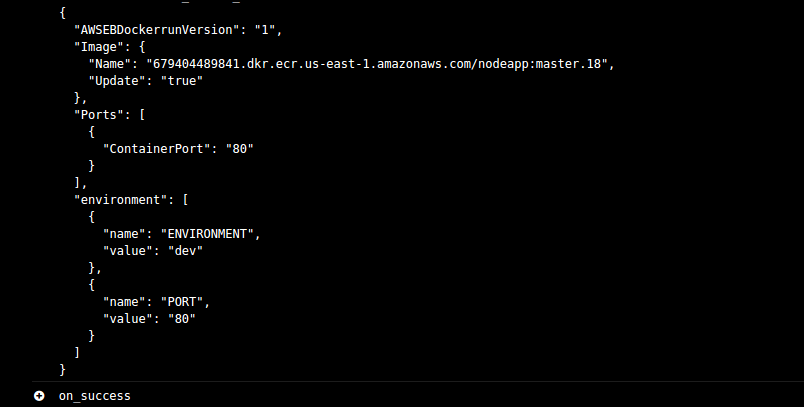 {
  "AWSEBDockerrunVersion": "1",
  "Image": {
    "Name": "679404489841.dkr.ecr.us-east-1.amazonaws.com/nodeapp:master.18",
    "Update": "true"
  },
  "Ports": [
    {
      "ContainerPort": "80"
    }
  ],
  "environment": [
    {
      "name": "ENVIRONMENT",
      "value": "dev"
    },
    {
      "name": "PORT",
      "value": "80"
    }
  ]
}
on_success